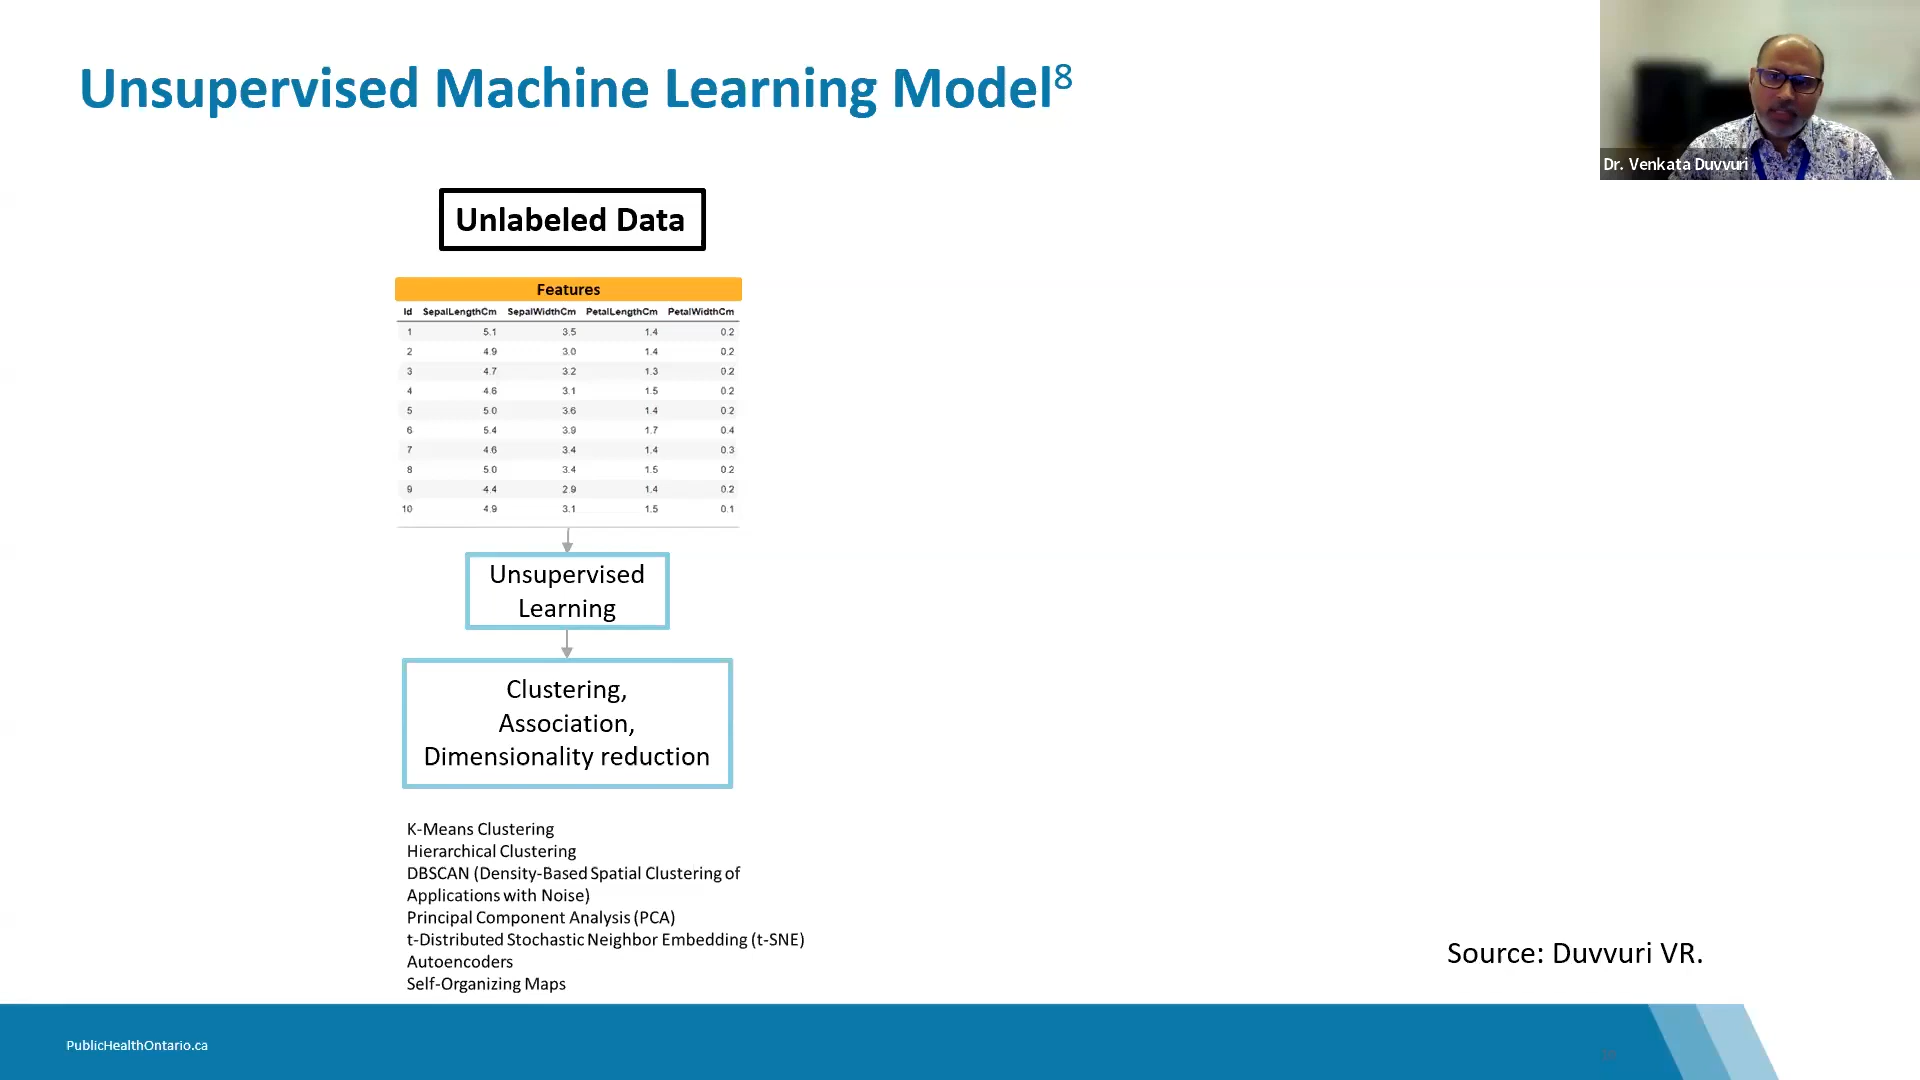 Unsupervised Machine Learning Model8
Dr. Venkata Duvvuri
Unlabeled Data
Features
Id SepalLengthCm SepalWidthCm PetalLengthCm PetalWidthCm
1 5.1 3.5 1.4 0.2
2 4.9 3.0 1.4 0.2
3 4.7 3.2 1.3 0.2
4 4.6 3.1 1.5 0.2
5 5.0 3.6 1.4 0.2
6 5.4 3.9 1.7 0.4
7 4.6 3.4 1.4 0.3
8 5.0 3.4 1.5 0.2
9 4.4 2.9 1.4 0.2
10 4.9 3.1 1.5 0.1
Unsupervised
Learning
Clustering,
Association,
Dimensionality reduction
K-Means Clustering
Hierarchical Clustering
DBSCAN (Density-Based Spatial Clustering of
Applications with Noise)
Principal Component Analysis (PCA)
t-Distributed Stochastic Neighbor Embedding (t-SNE)
Autoencoders
Self-Organizing Maps
Source: Duvvuri VR.
PublicHealthOntario.ca